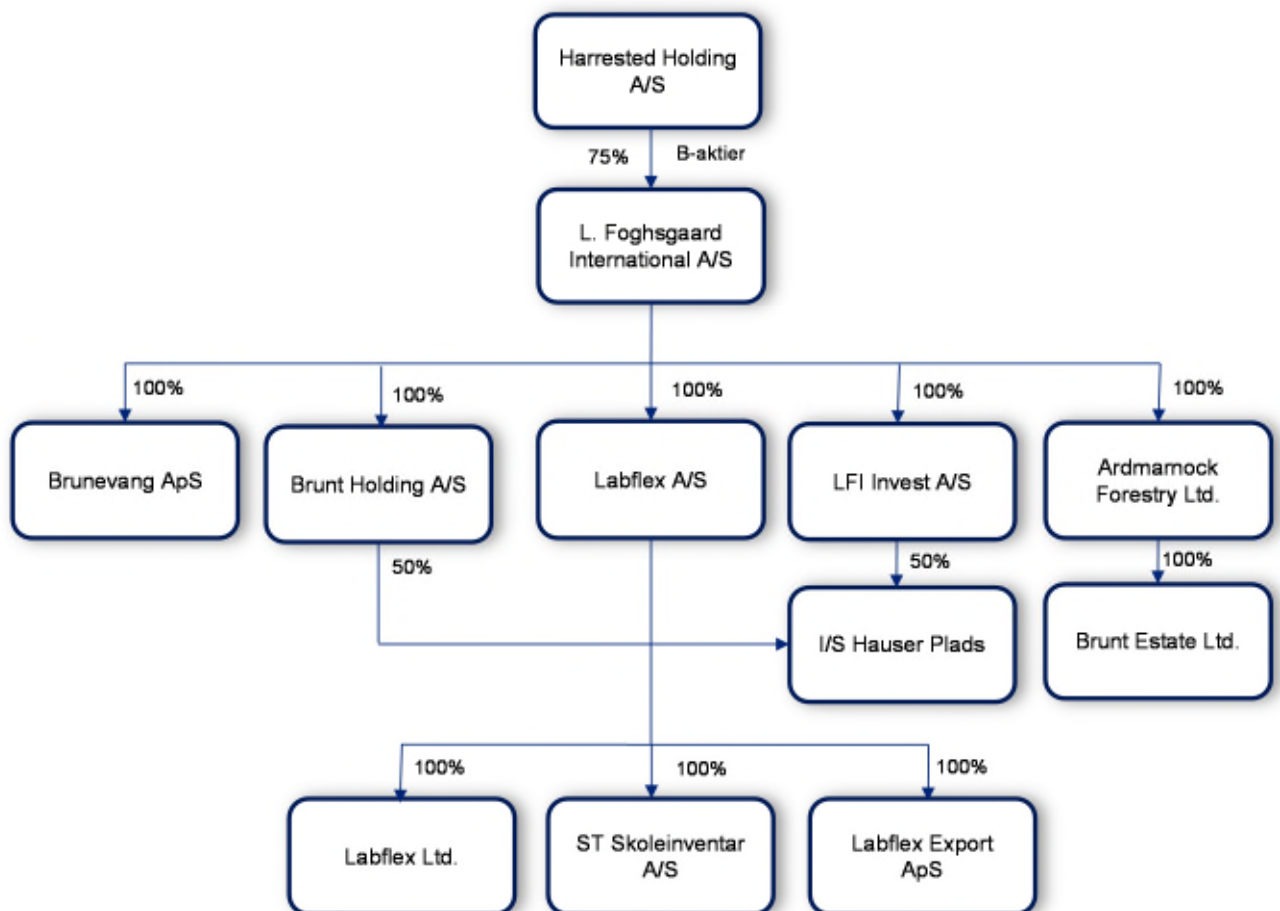 Harrested Holding
A/S
75%
B-aktier
L. Foghsgaard
International A/S
100%
100%
100%
100%
100%
Brunevang ApS
Brunt Holding A/S
Labflex A/S
LFI Invest A/S
Ardmarnock
Forestry Ltd.
50%
50%
100%
I/S Hauser Plads
Brunt Estate Ltd.
100%
100%
100%
Labflex Ltd.
ST Skoleinventar
A/S
Labflex Export
ApS